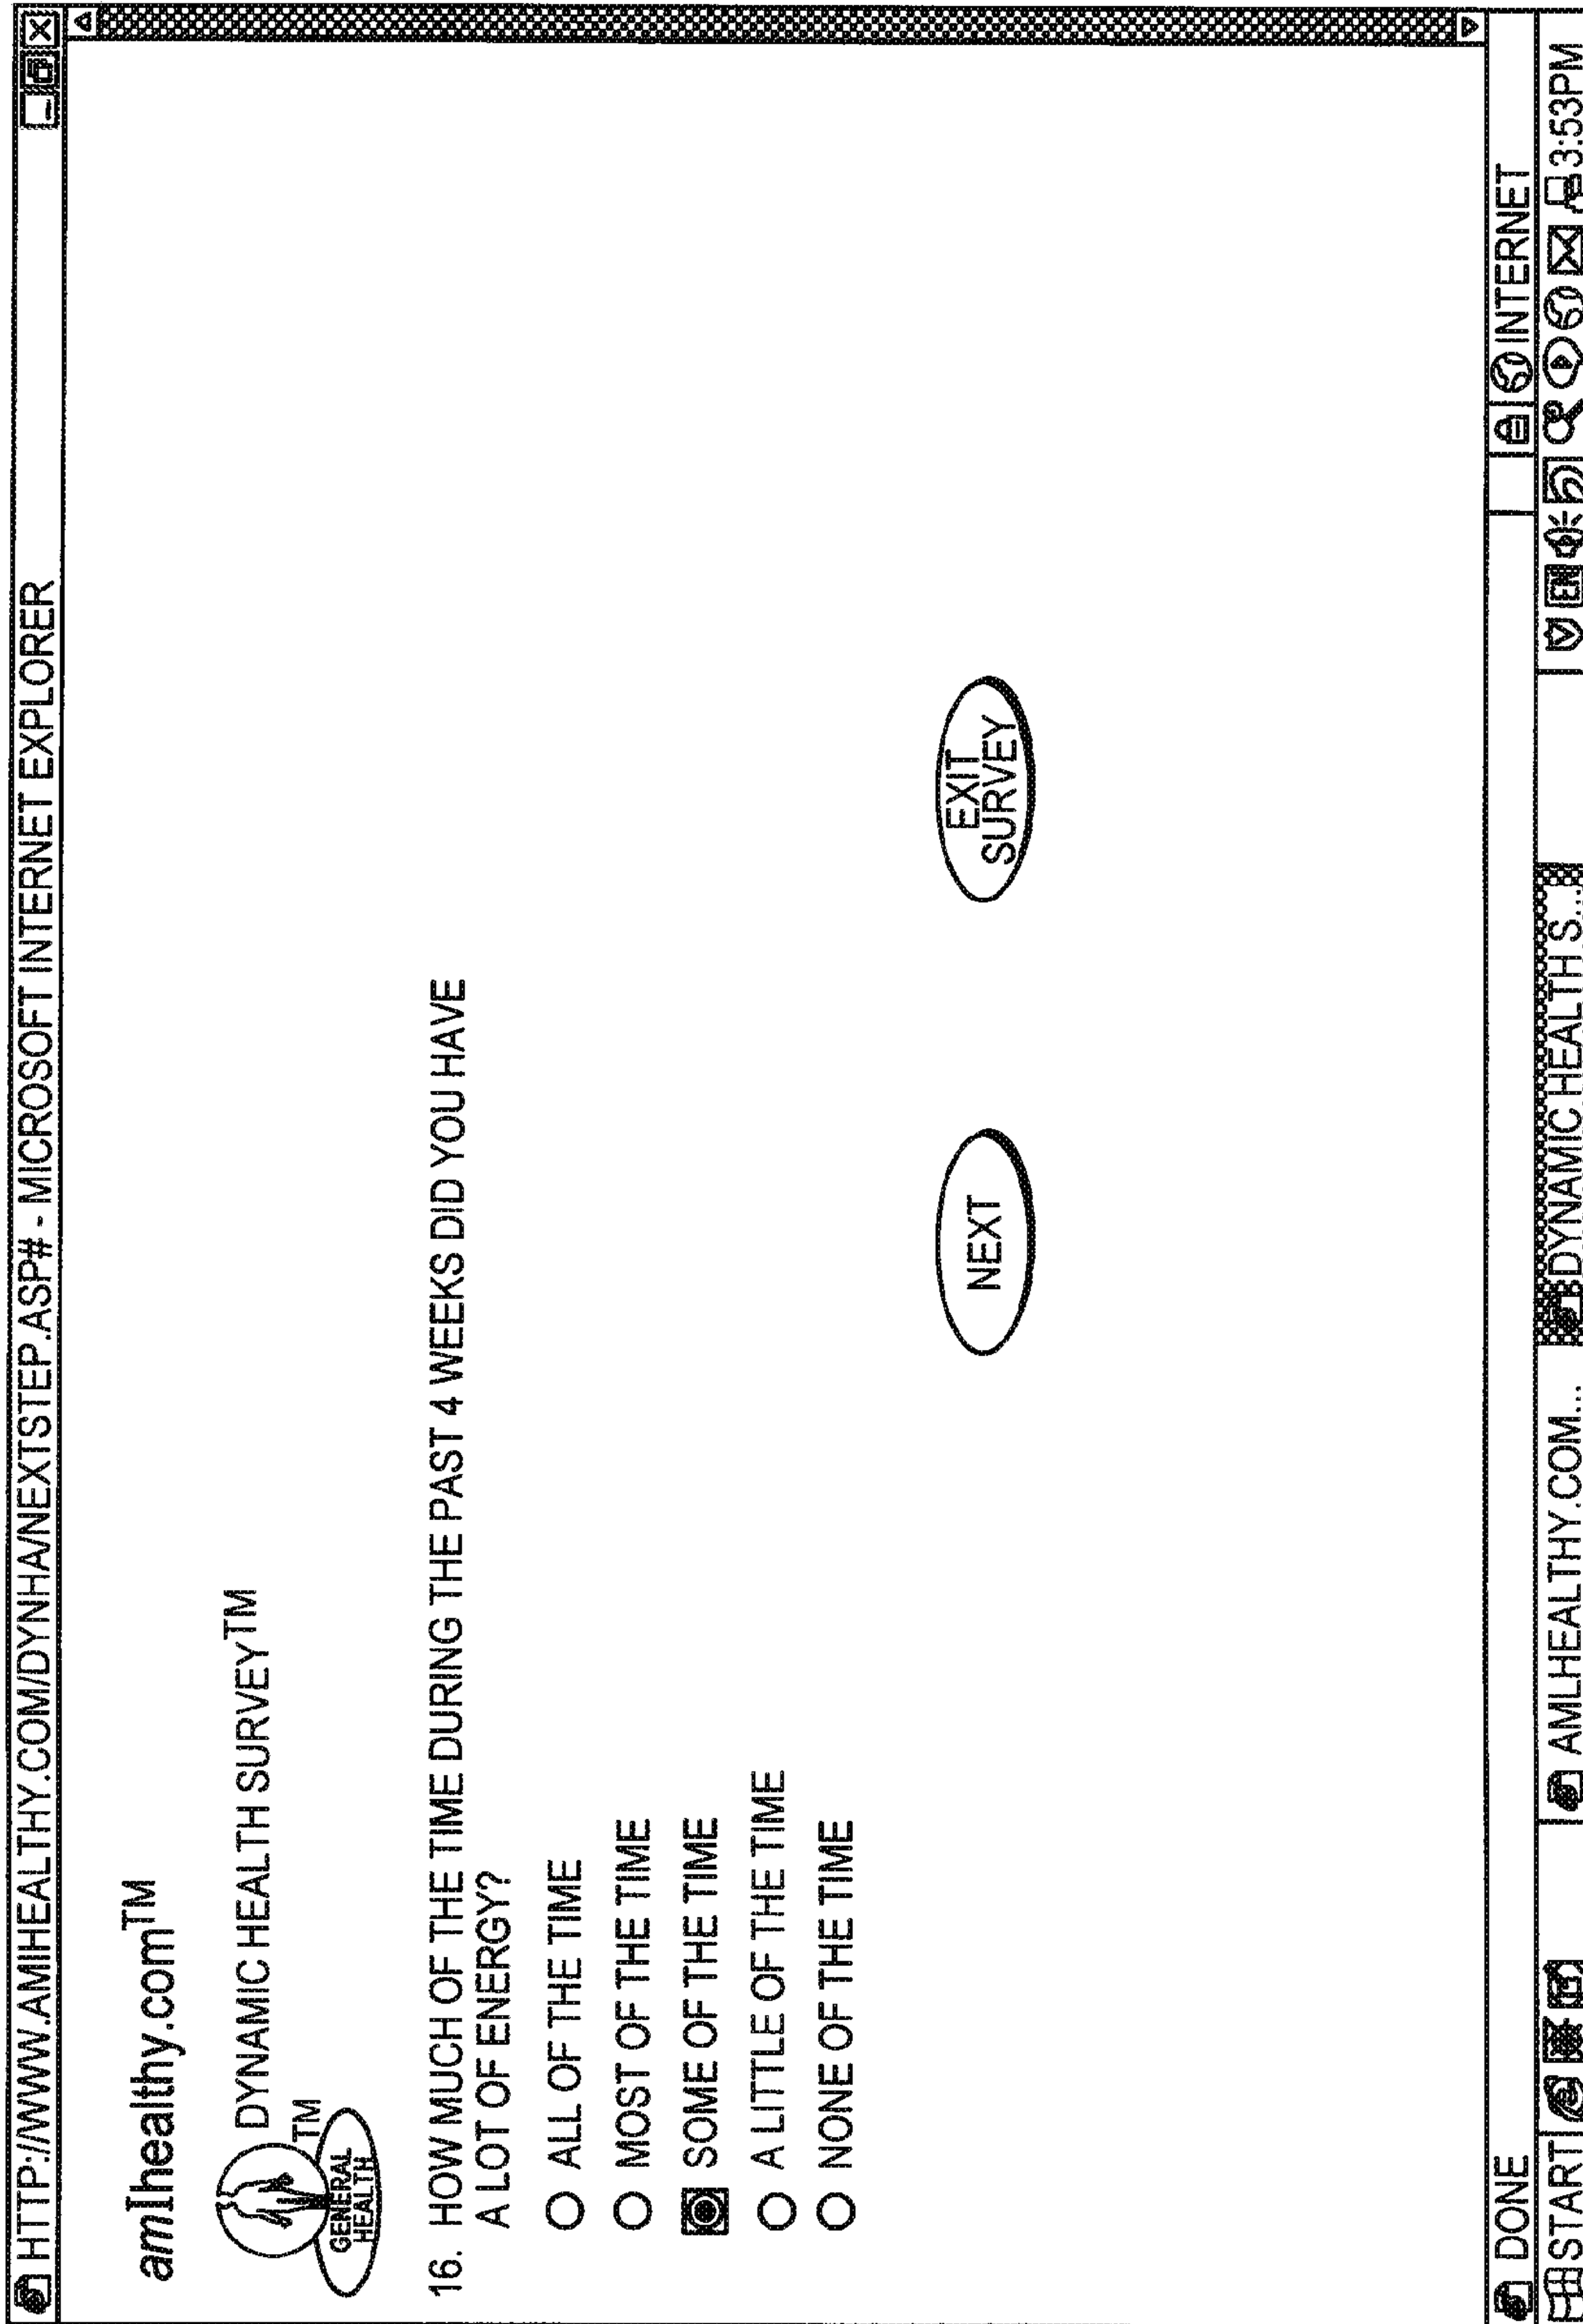 HTTP://WWW.AMIHEALTHY.COM/DYNHA/NEXTSTEP.ASP# - MICROSOFT INTERNET EXPLORER
amIhealthy.com™
DYNAMIC HEALTH SURVEY™
TM
GENERAL
HEALTH
16. HOW MUCH OF THE TIME DURING THE PAST 4 WEEKS DID YOU HAVE
A LOT OF ENERGY?
ALL OF THE TIME
MOST OF THE TIME
SOME OF THE TIME
A LITTLE OF THE TIME
NONE OF THE TIME
NEXT
EXIT
SURVEY
DONE
INTERNET
START
AMLHEALTHY.COM...
DYNAMIC HEALTH S...
EN
3:53PM